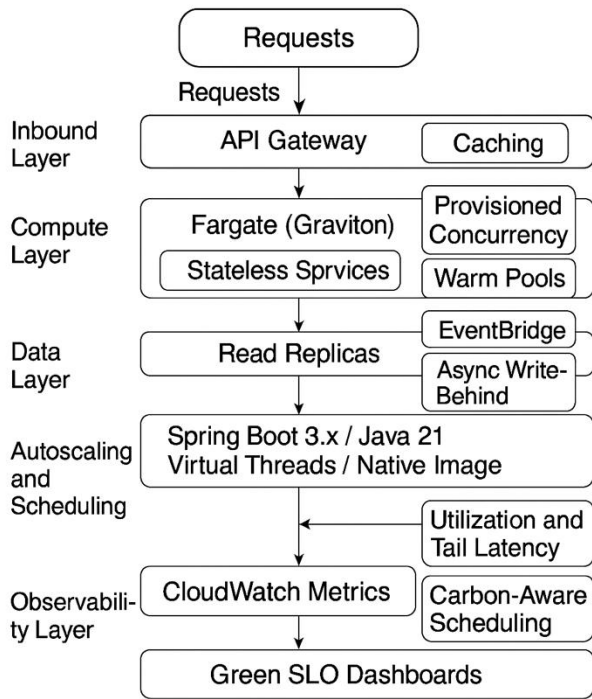 Requests
Requests
Inbound
Layer
API Gateway
Caching
Compute
Layer
Fargate (Graviton)
Stateless Sprvices
Provisioned
Concurrency
Warm Pools
Data
Layer
Read Replicas
EventBridge
Async Write-
Behind
Autoscaling
and
Scheduling
Spring Boot 3.x / Java 21
Virtual Threads / Native Image
Utilization and
Tail Latency
Observabili-
ty Layer
CloudWatch Metrics
Carbon-Aware
Scheduling
Green SLO Dashboards